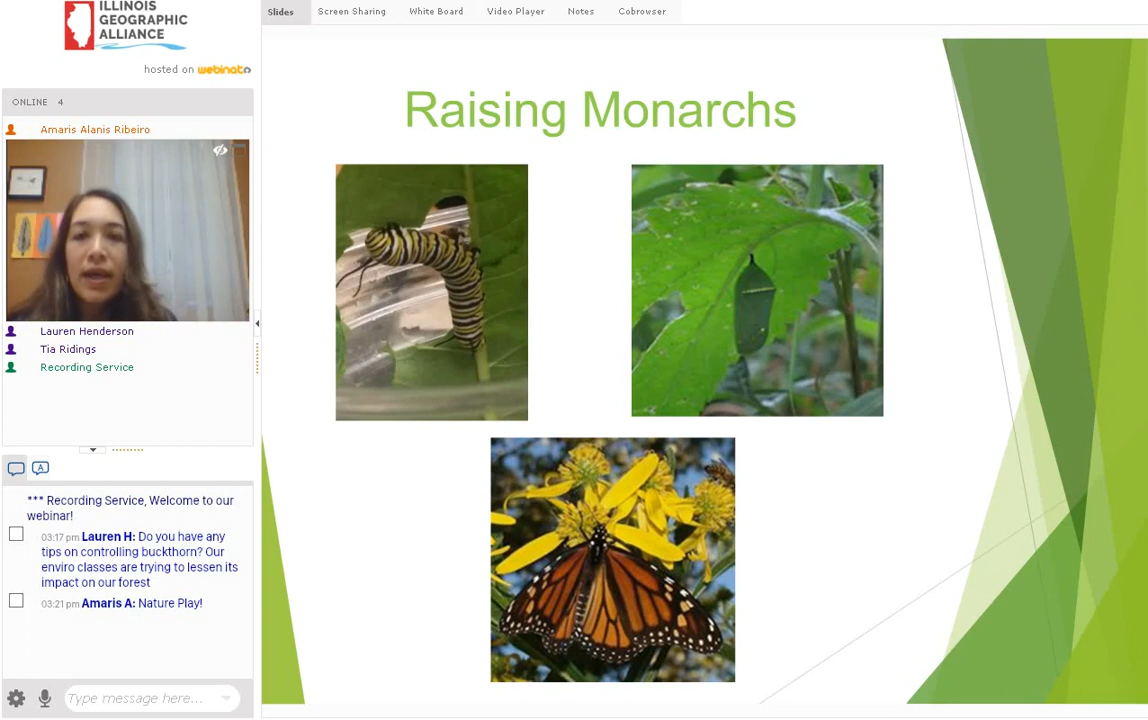 ILLINOIS
GEOGRAPHIC
ALLIANCE
hosted on webinato
ONLINE 4
Amaris Alanis Ribeiro
Lauren Henderson
Tia Ridings
Recording Service
*** Recording Service, Welcome to our
webinar!
03:17 pm Lauren H: Do you have any
tips on controlling buckthorn? Our
enviro classes are trying to lessen its
impact on our forest
03:21 pm Amaris A: Nature Play!
Type message here...
Slides Screen Sharing White Board Video Player Notes Cobrowser
Raising Monarchs